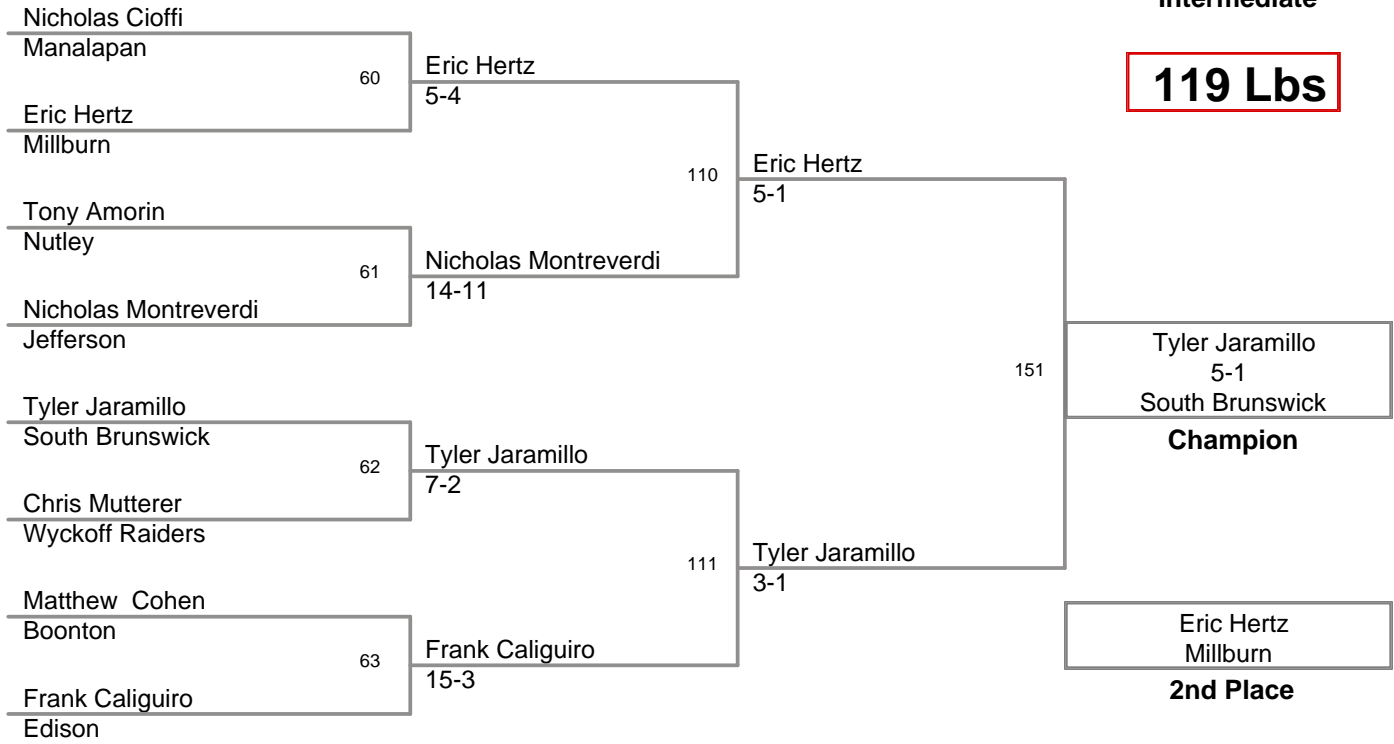 Intermediate
119 Lbs
Nicholas Cioffi
Manalapan
60
Eric Hertz
5-4
Eric Hertz
Millburn
110
Eric Hertz
5-1
Tony Amorin
Nutley
61
Nicholas Montreverdi
14-11
Nicholas Montreverdi
Jefferson
151
Tyler Jaramillo
5-1
South Brunswick
Champion
Tyler Jaramillo
South Brunswick
62
Tyler Jaramillo
7-2
Chris Mutterer
Wyckoff Raiders
111
Tyler Jaramillo
3-1
Matthew Cohen
Boonton
63
Frank Caliguiro
15-3
Frank Caliguiro
Edison
Eric Hertz
Millburn
2nd Place